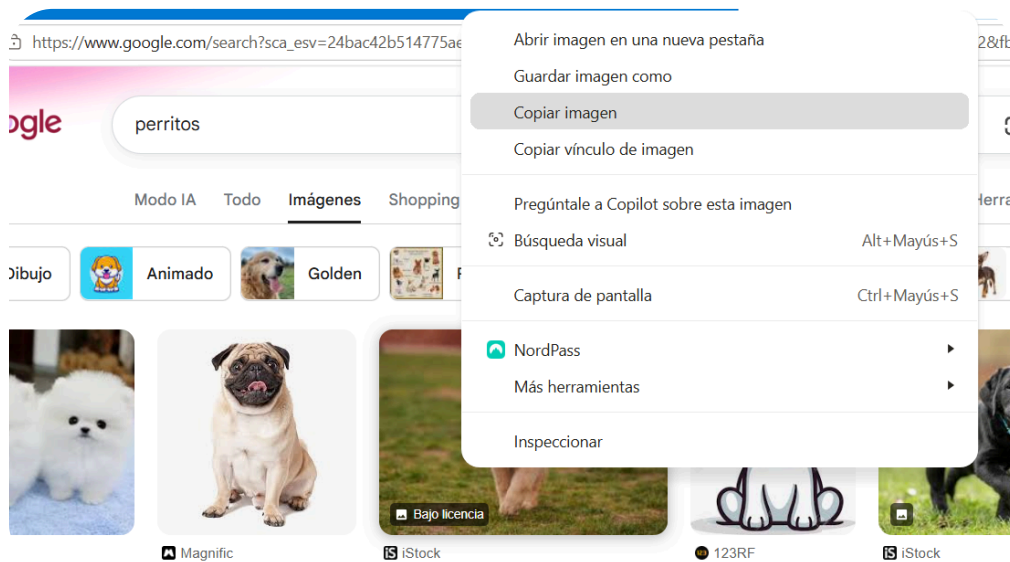 https://www.google.com/search?sca_esv=24bac42b514775ae
2&fb
ogle
perritos
Modo IA Todo Imágenes Shopping
Herra
Dibujo Animado Golden
Abrir imagen en una nueva pestaña
Guardar imagen como
Copiar imagen
Copiar vínculo de imagen
Pregúntale a Copilot sobre esta imagen
Búsqueda visual Alt+Mayús+S
Captura de pantalla Ctrl+Mayús+S
NordPass
Más herramientas
Inspeccionar
Bajo licencia
Magnific
iS iStock
123 123RF
iS iStock